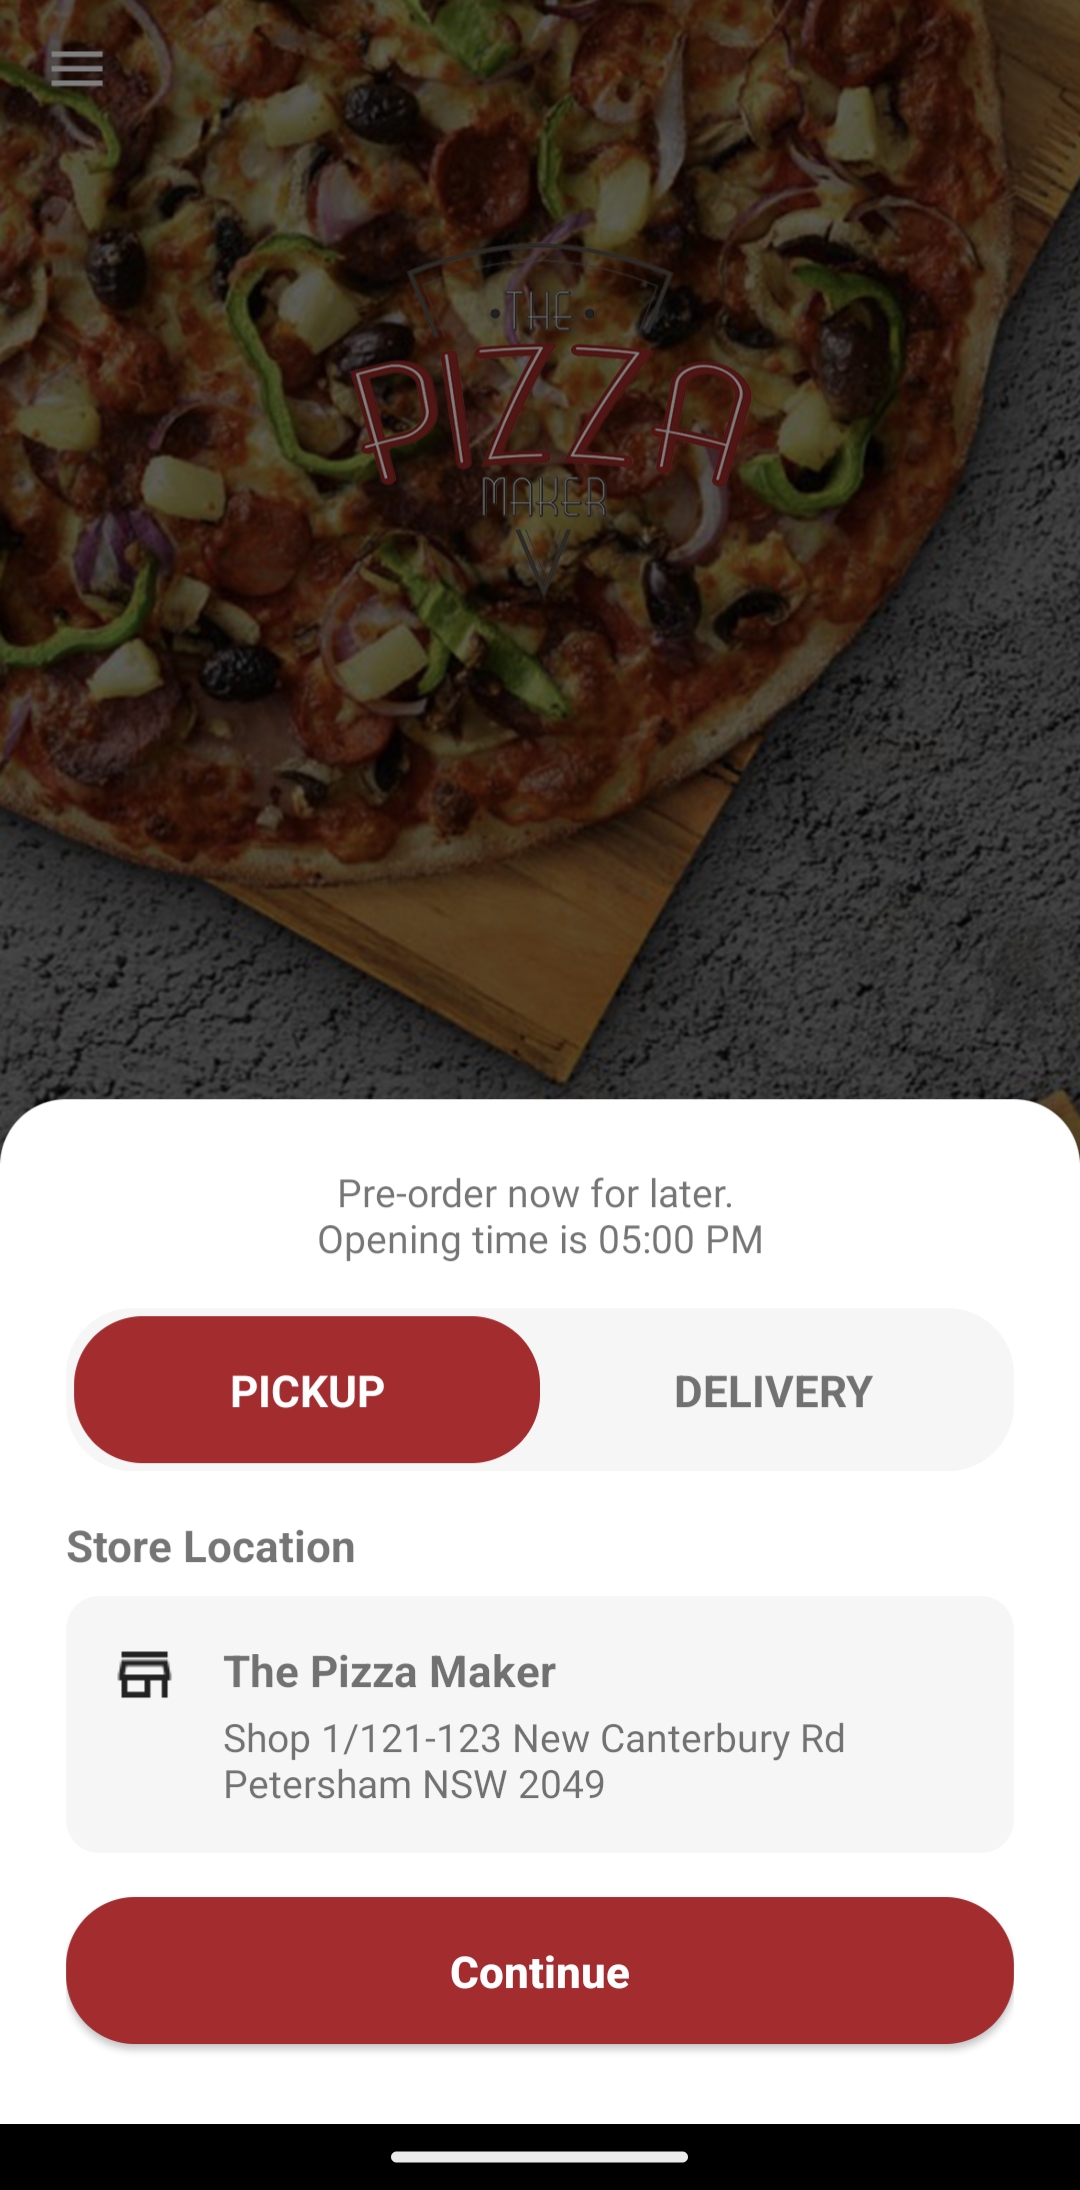 THE
PIZZA
MAKER
Pre-order now for later.
Opening time is 05:00 PM
PICKUP
DELIVERY
Store Location
The Pizza Maker
Shop 1/121-123 New Canterbury Rd
Petersham NSW 2049
Continue